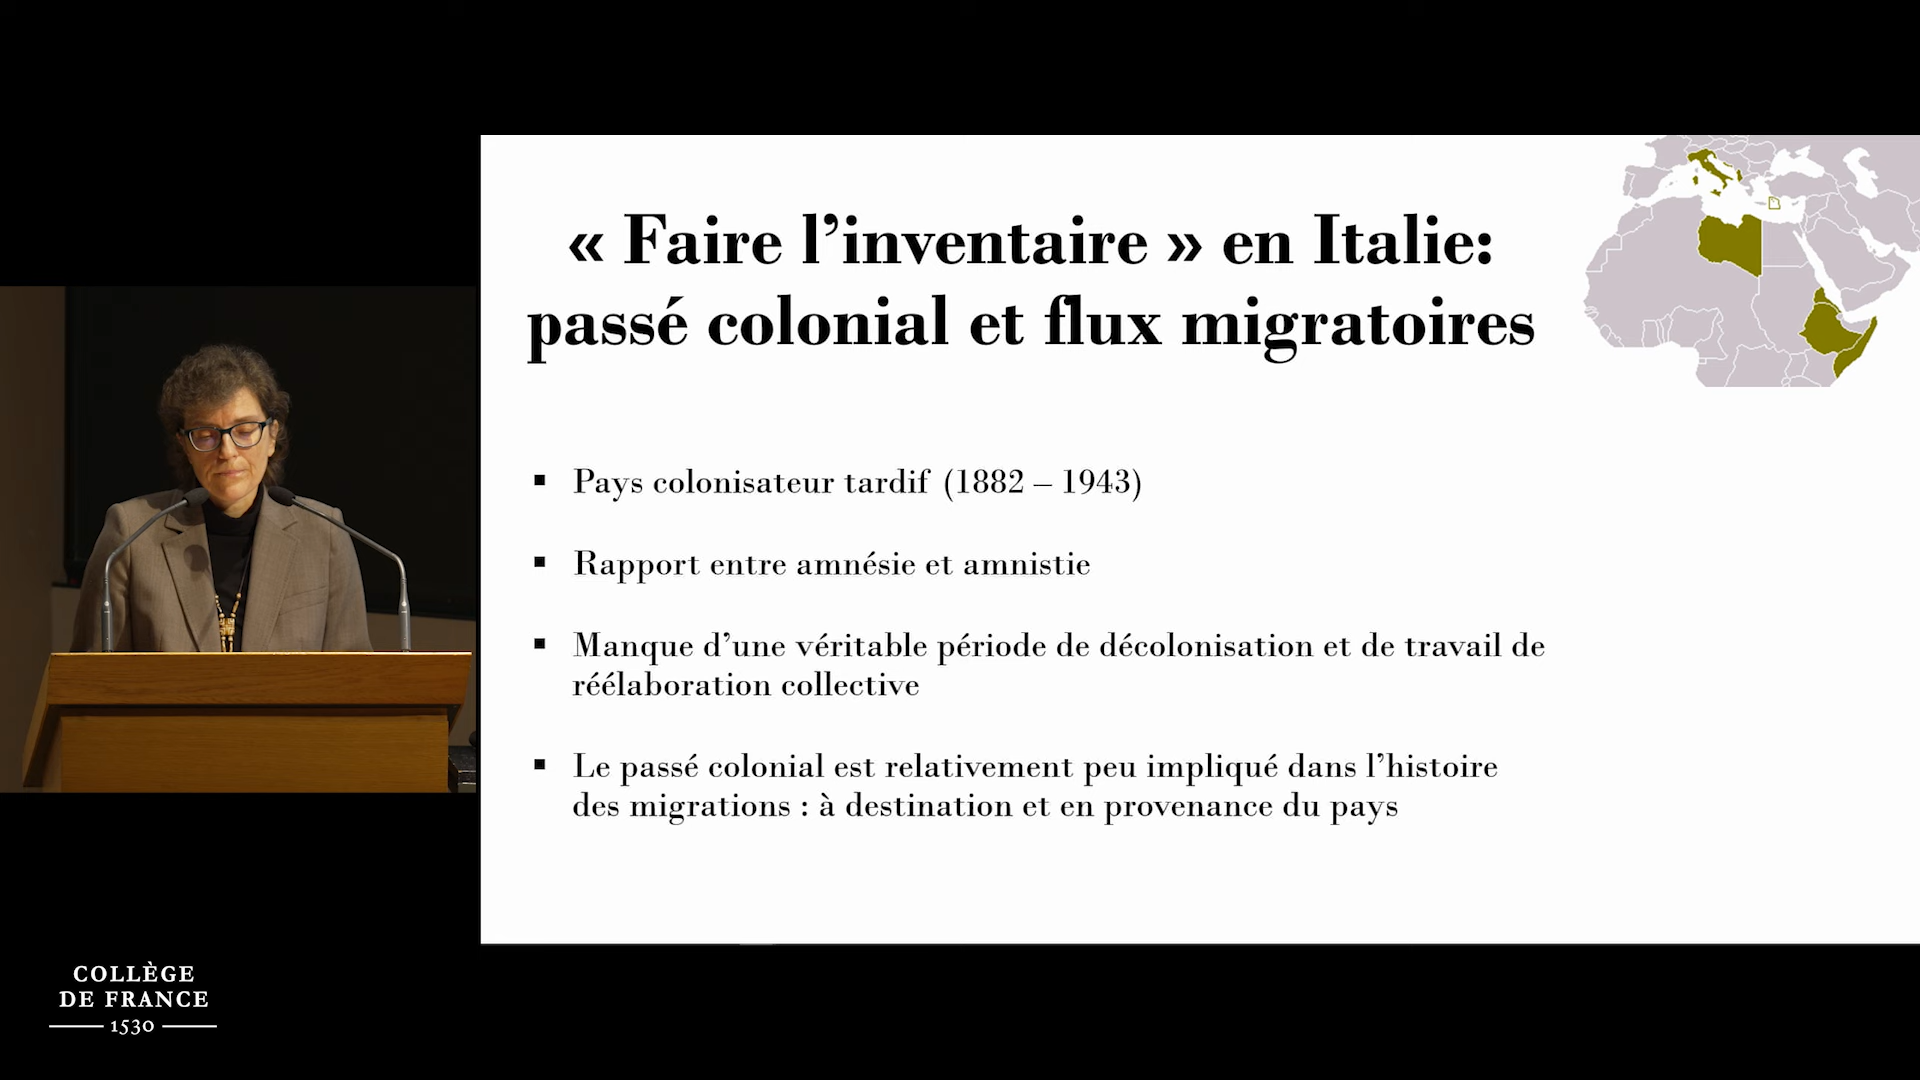 « Faire l’inventaire » en Italie:
passé colonial et flux migratoires
▪ Pays colonisateur tardif (1882 – 1943)
▪ Rapport entre amnésie et amnistie
▪ Manque d’une véritable période de décolonisation et de travail de
réélaboration collective
▪ Le passé colonial est relativement peu impliqué dans l’histoire
des migrations : à destination et en provenance du pays
COLLÈGE
DE FRANCE
1530